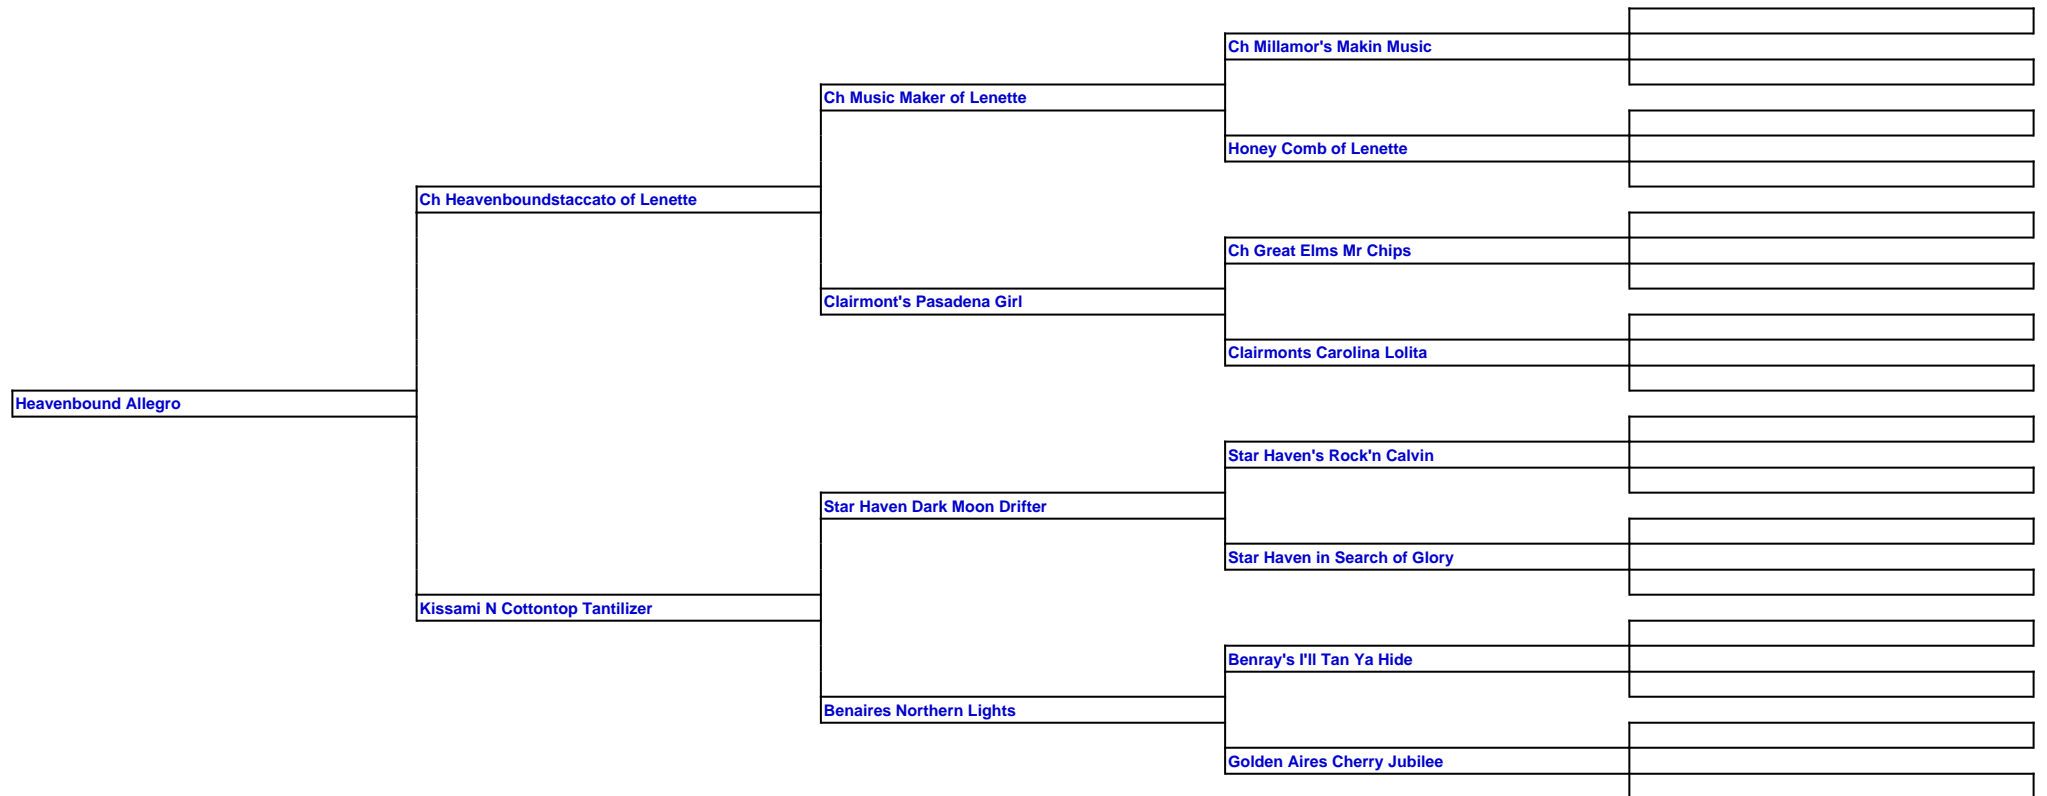 Ch Millamor's Makin Music
Ch Music Maker of Lenette
Honey Comb of Lenette
Ch Heavenboundstaccato of Lenette
Ch Great Elms Mr Chips
Clairmont's Pasadena Girl
Clairmonts Carolina Lolita
Heavenbound Allegro
Star Haven's Rock'n Calvin
Star Haven Dark Moon Drifter
Star Haven in Search of Glory
Kissami N Cottontop Tantilizer
Benray's I'll Tan Ya Hide
Benaires Northern Lights
Golden Aires Cherry Jubilee